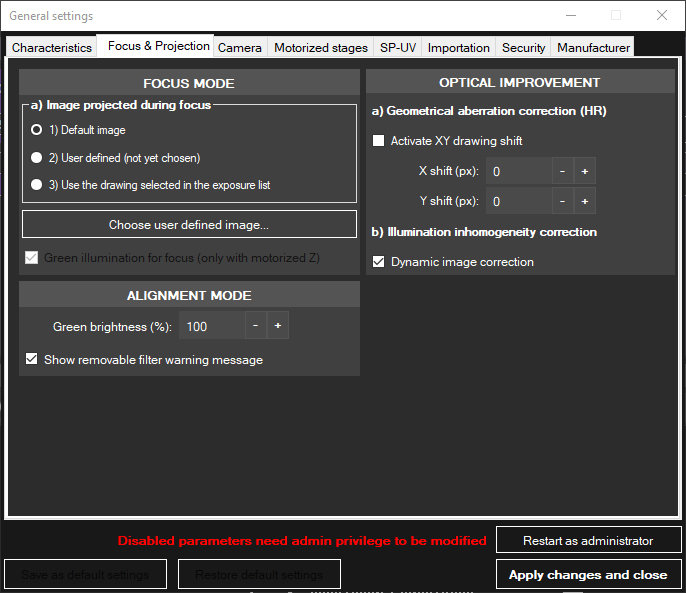 General settings
Characteristics
Focus & Projection
Camera
Motorized stages
SP-UV
Importation
Security
Manufacturer
FOCUS MODE
a) Image projected during focus
1) Default image
2) User defined (not yet chosen)
3) Use the drawing selected in the exposure list
Choose user defined image...
Green illumination for focus (only with motorized Z)
ALIGNMENT MODE
Green brightness (%): 100 - +
Show removable filter warning message
OPTICAL IMPROVEMENT
a) Geometrical aberration correction (HR)
Activate XY drawing shift
X shift (px): 0 - +
Y shift (px): 0 - +
b) Illumination inhomogeneity correction
Dynamic image correction
Disabled parameters need admin privilege to be modified
Restart as administrator
Save as default settings
Restore default settings
Apply changes and close